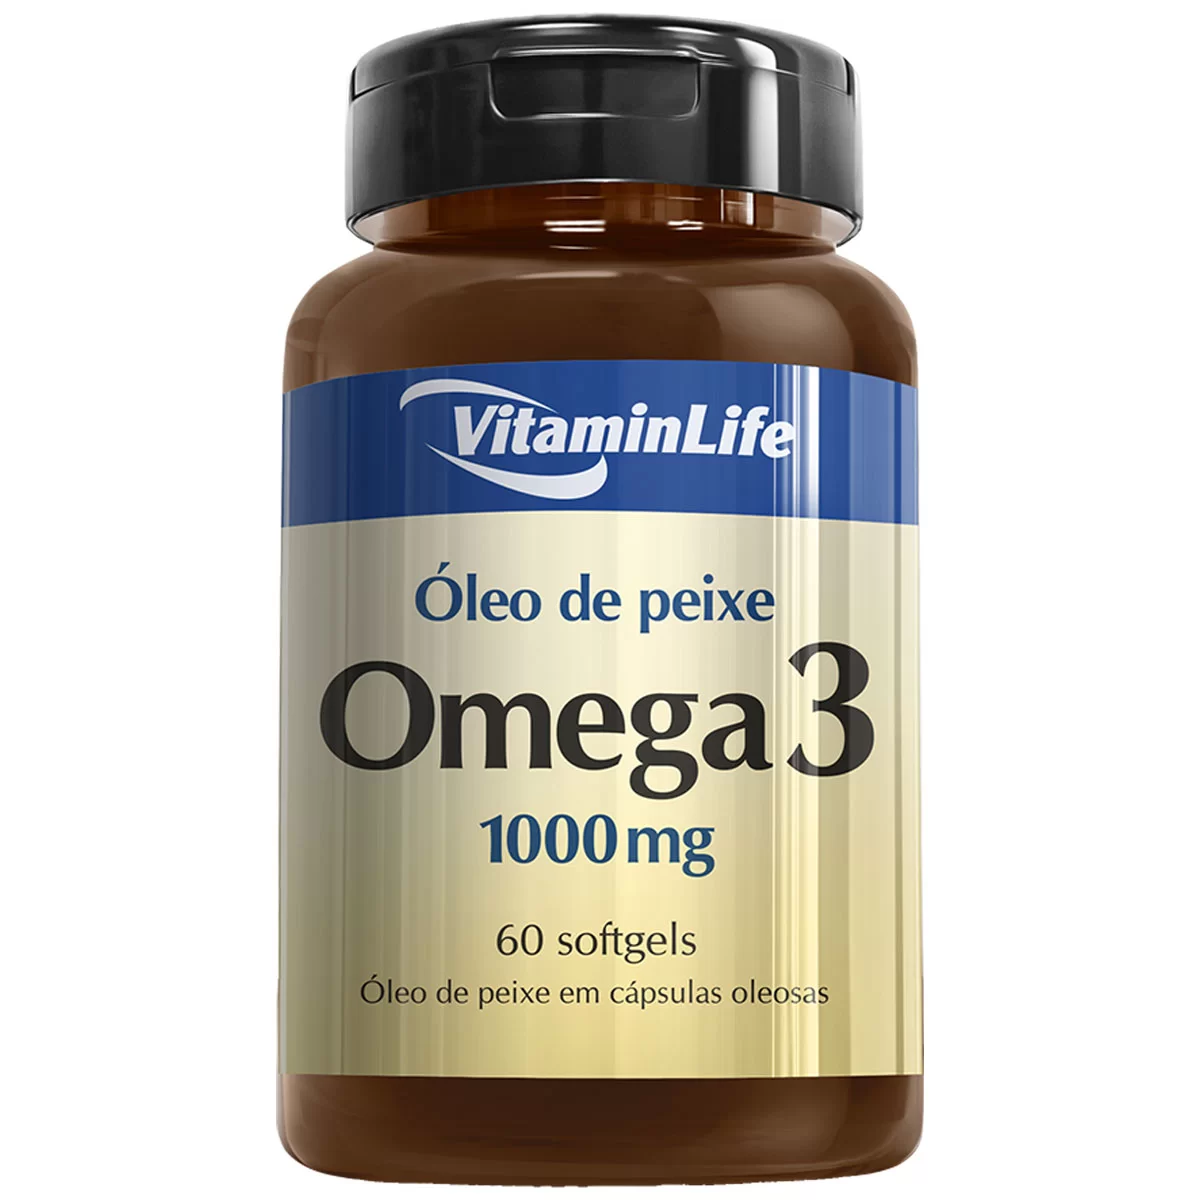 VitaminLife
Óleo de peixe
Omega 3
1000 mg
60 softgels
Óleo de peixe em cápsulas oleosas